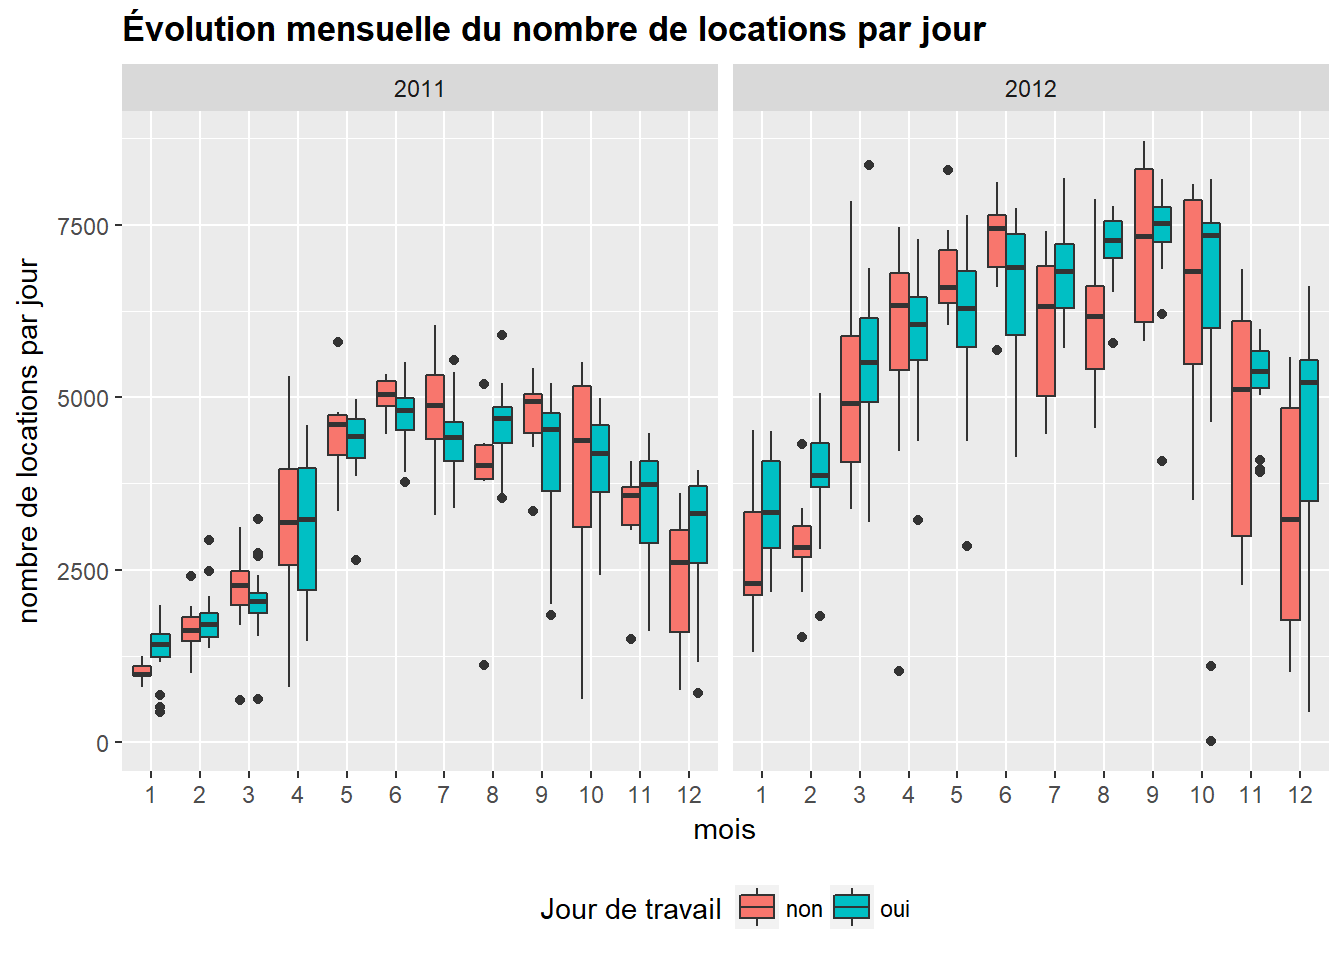 Évolution mensuelle du nombre de locations par jour
2011 2012
nombre de locations par jour
7500
5000
2500
0
1 2 3 4 5 6 7 8 9 10 11 12 1 2 3 4 5 6 7 8 9 10 11 12
mois
Jour de travail non oui